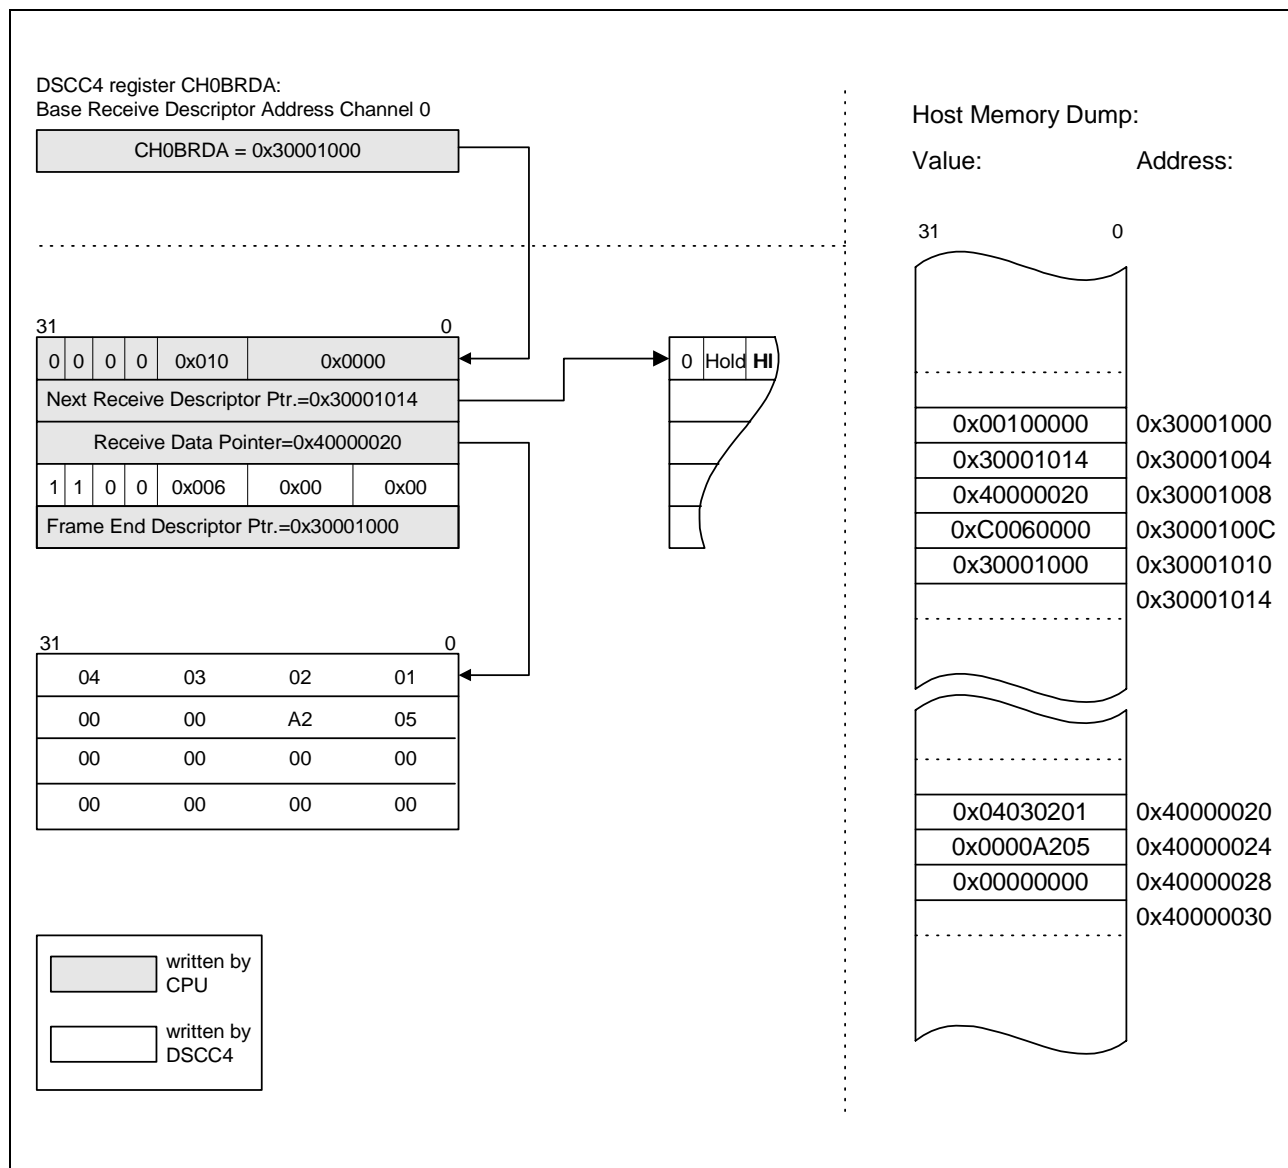 DSCC4 register CH0BRDA:
Base Receive Descriptor Address Channel 0
CH0BRDA = 0x30001000
31 0
0 0 0 0 0x010 0x0000
Next Receive Descriptor Ptr.=0x30001014
Receive Data Pointer=0x40000020
1 1 0 0 0x006 0x00 0x00
Frame End Descriptor Ptr.=0x30001000
0 Hold HI
31 0
04 03 02 01
00 00 A2 05
00 00 00 00
00 00 00 00
written by
CPU
written by
DSCC4
Host Memory Dump:
Value: Address:
31 0
0x00100000 0x30001000
0x30001014 0x30001004
0x40000020 0x30001008
0xC0060000 0x3000100C
0x30001000 0x30001010
0x30001014
0x04030201 0x40000020
0x0000A205 0x40000024
0x00000000 0x40000028
0x40000030